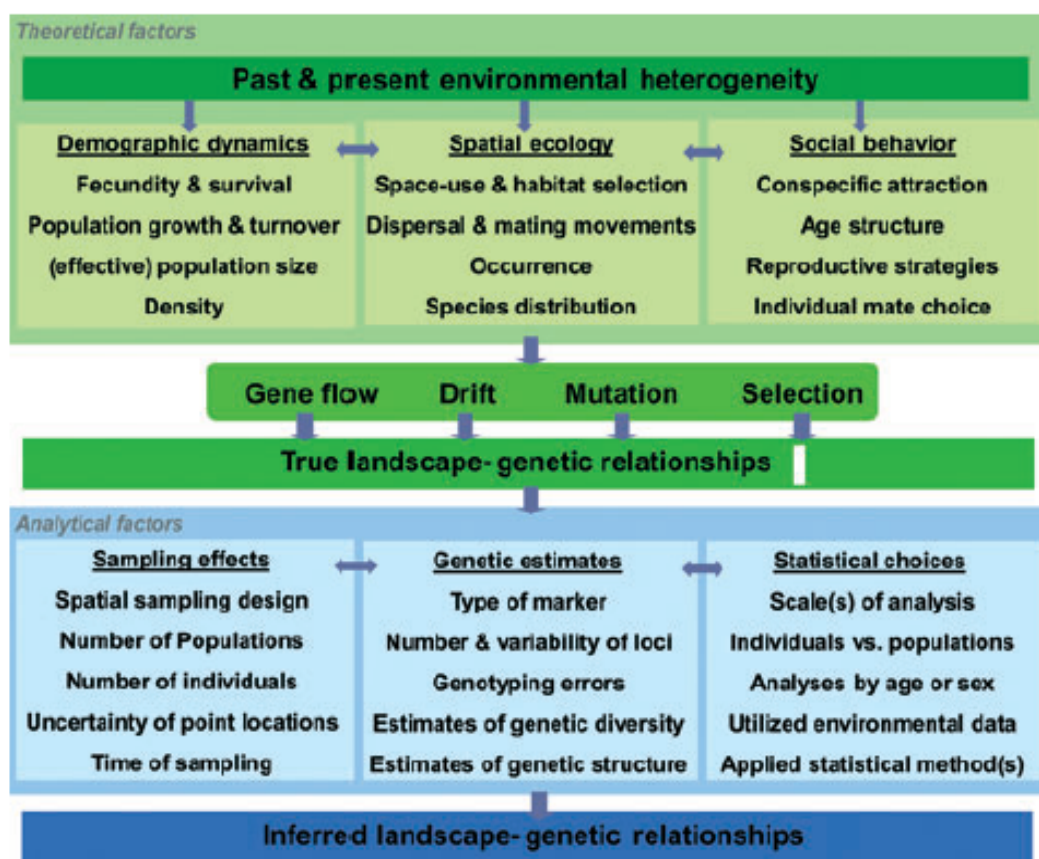 Theoretical factors
Past & present environmental heterogeneity
Demographic dynamics
Fecundity & survival
Population growth & turnover
(effective) population size
Density
Spatial ecology
Space-use & habitat selection
Dispersal & mating movements
Occurrence
Species distribution
Social behavior
Conspecific attraction
Age structure
Reproductive strategies
Individual mate choice
Gene flow Drift Mutation Selection
True landscape- genetic relationships
Analytical factors
Sampling effects
Spatial sampling design
Number of Populations
Number of individuals
Uncertainty of point locations
Time of sampling
Genetic estimates
Type of marker
Number & variability of loci
Genotyping errors
Estimates of genetic diversity
Estimates of genetic structure
Statistical choices
Scale(s) of analysis
Individuals vs. populations
Analyses by age or sex
Utilized environmental data
Applied statistical method(s)
Inferred landscape- genetic relationships